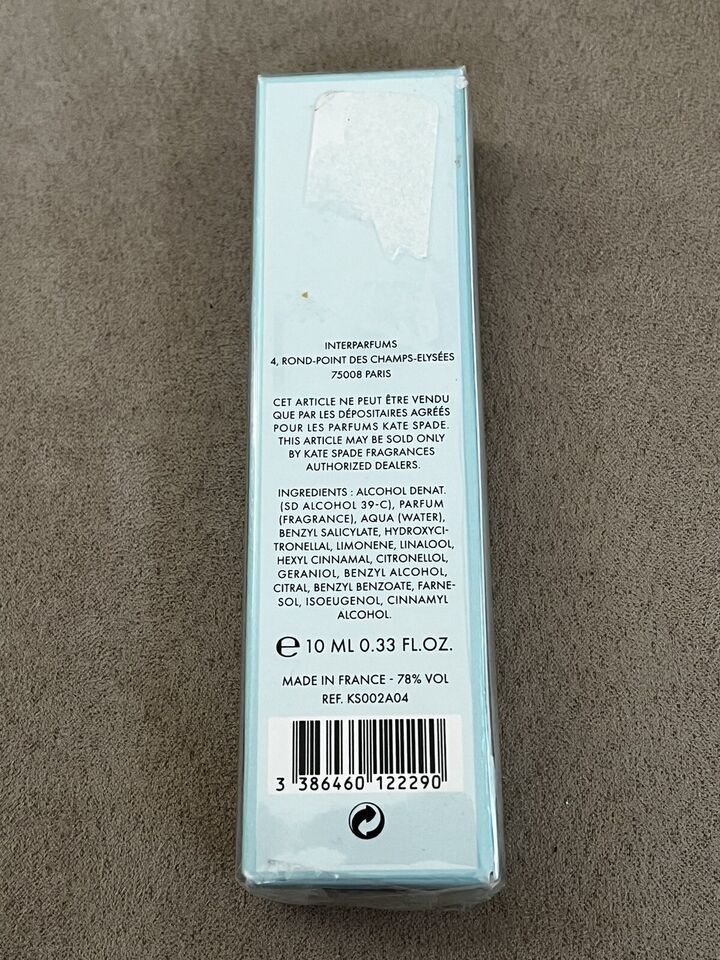 INTERPARFUMS
4, ROND-POINT DES CHAMPS-ELYSÉES
75008 PARIS
CET ARTICLE NE PEUT ÊTRE VENDU
QUE PAR LES DÉPOSITAIRES AGRÉÉS
POUR LES PARFUMS KATE SPADE.
THIS ARTICLE MAY BE SOLD ONLY
BY KATE SPADE FRAGRANCES
AUTHORIZED DEALERS.
INGREDIENTS : ALCOHOL DENAT.
(SD ALCOHOL 39-C), PARFUM
(FRAGRANCE), AQUA (WATER),
BENZYL SALICYLATE, HYDROXYCI-
TRONELLAL, LIMONENE, LINALOOL,
HEXYL CINNAMAL, CITRONELLOL,
GERANIOL, BENZYL ALCOHOL,
CITRAL, BENZYL BENZOATE, FARNE-
SOL, ISOEUGENOL, CINNAMYL
ALCOHOL.
℮ 10 ML 0.33 FL.OZ.
MADE IN FRANCE - 78% VOL
REF. KS002A04
3 386460 122290